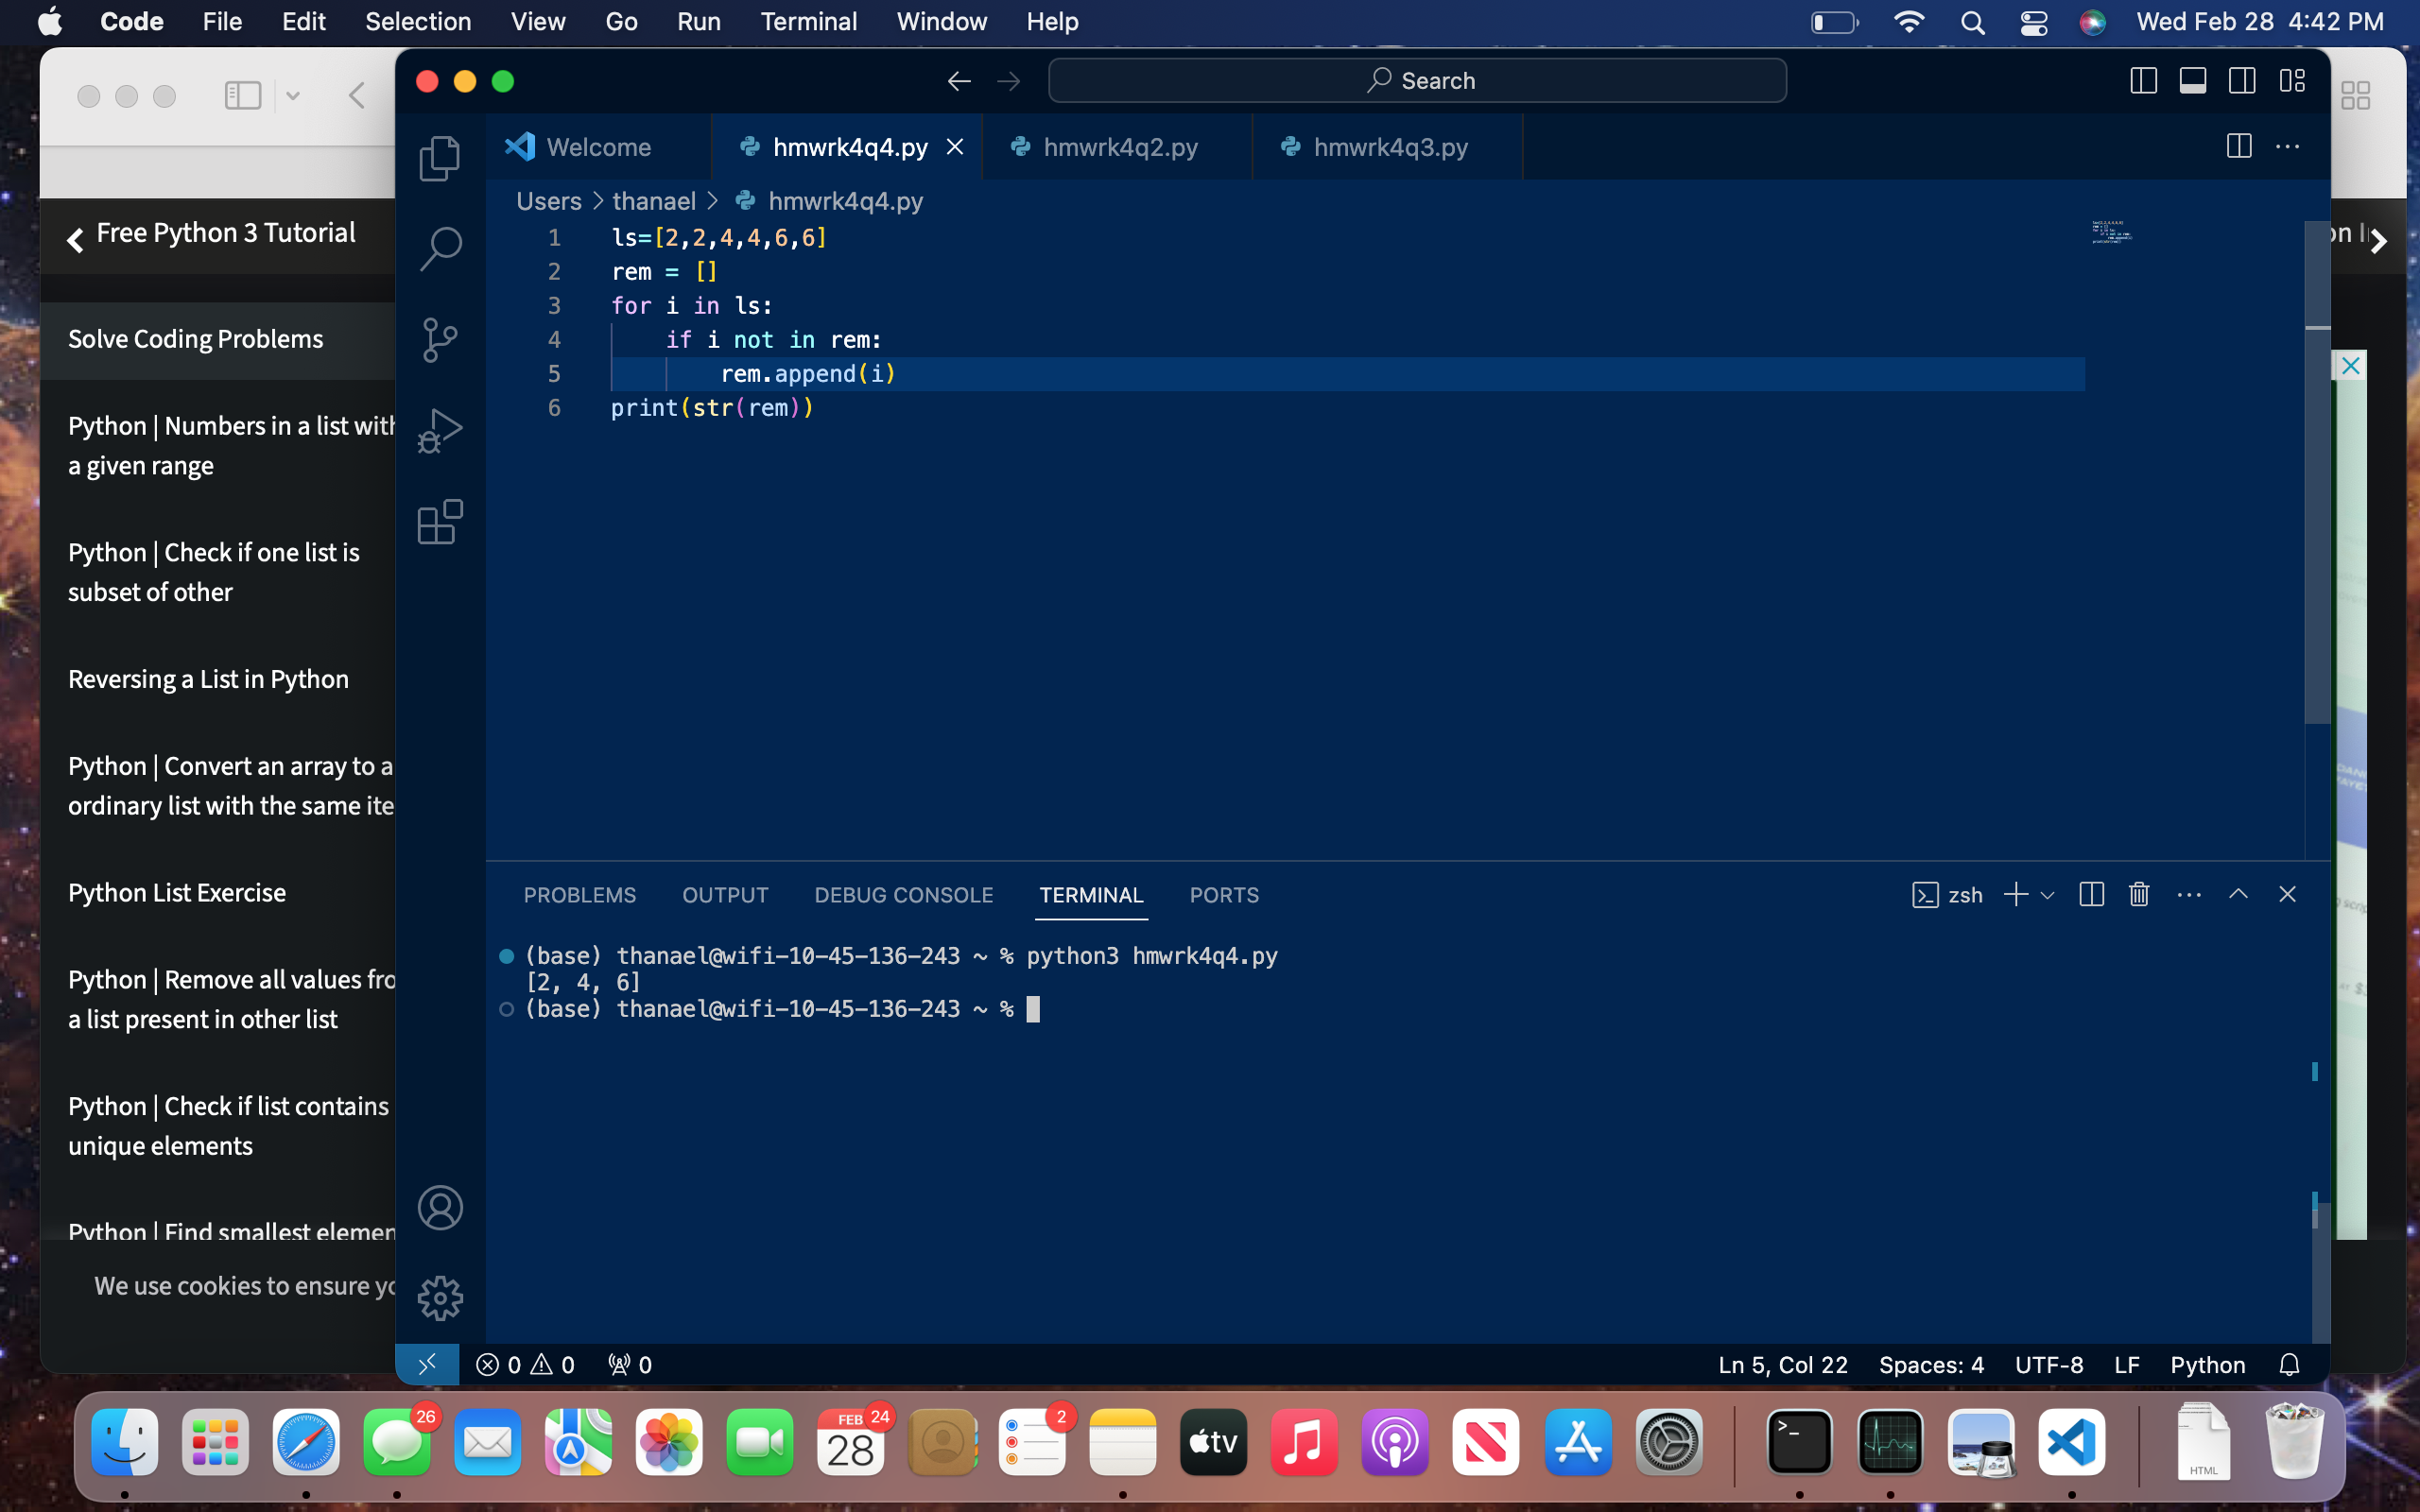 Code File Edit Selection View Go Run Terminal Window Help Wed Feb 28 4:42 PM
Search
Welcome hmwrk4q4.py hmwrk4q2.py hmwrk4q3.py
Users > thanael > hmwrk4q4.py
1 ls=[2,2,4,4,6,6]
2 rem = []
3 for i in ls:
4     if i not in rem:
5         rem.append(i)
6 print(str(rem))
Free Python 3 Tutorial
Solve Coding Problems
Python | Numbers in a list with
a given range
Python | Check if one list is
subset of other
Reversing a List in Python
Python | Convert an array to a
ordinary list with the same ite
Python List Exercise
Python | Remove all values fro
a list present in other list
Python | Check if list contains
unique elements
Python | Find smallest elemen
We use cookies to ensure yo
PROBLEMS OUTPUT DEBUG CONSOLE TERMINAL PORTS zsh
(base) thanael@wifi-10-45-136-243 ~ % python3 hmwrk4q4.py
[2, 4, 6]
(base) thanael@wifi-10-45-136-243 ~ %
0 0 0 Ln 5, Col 22 Spaces: 4 UTF-8 LF Python
26 FEB 24 28 2 tv >_ HTML